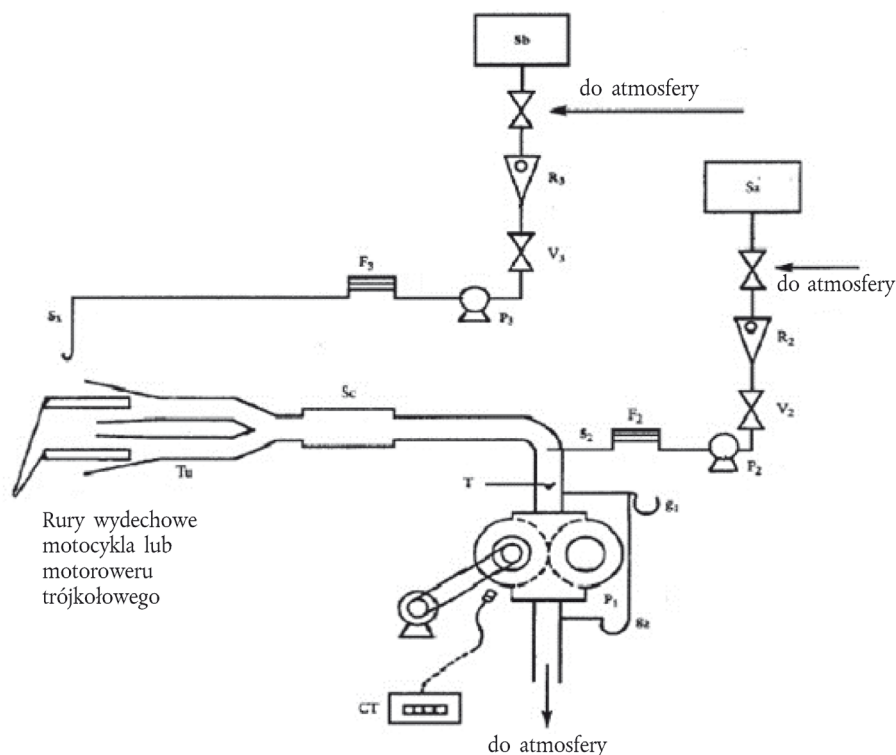 Sb
do atmosfery
R3
Sa
V3
F3
do atmosfery
P3
R2
Sc
V2
F2
S2
P2
Tu
T
g1
Rury wydechowe
motocykla lub
motoroweru
trójkołowego
P1
g2
CT
do atmosfery